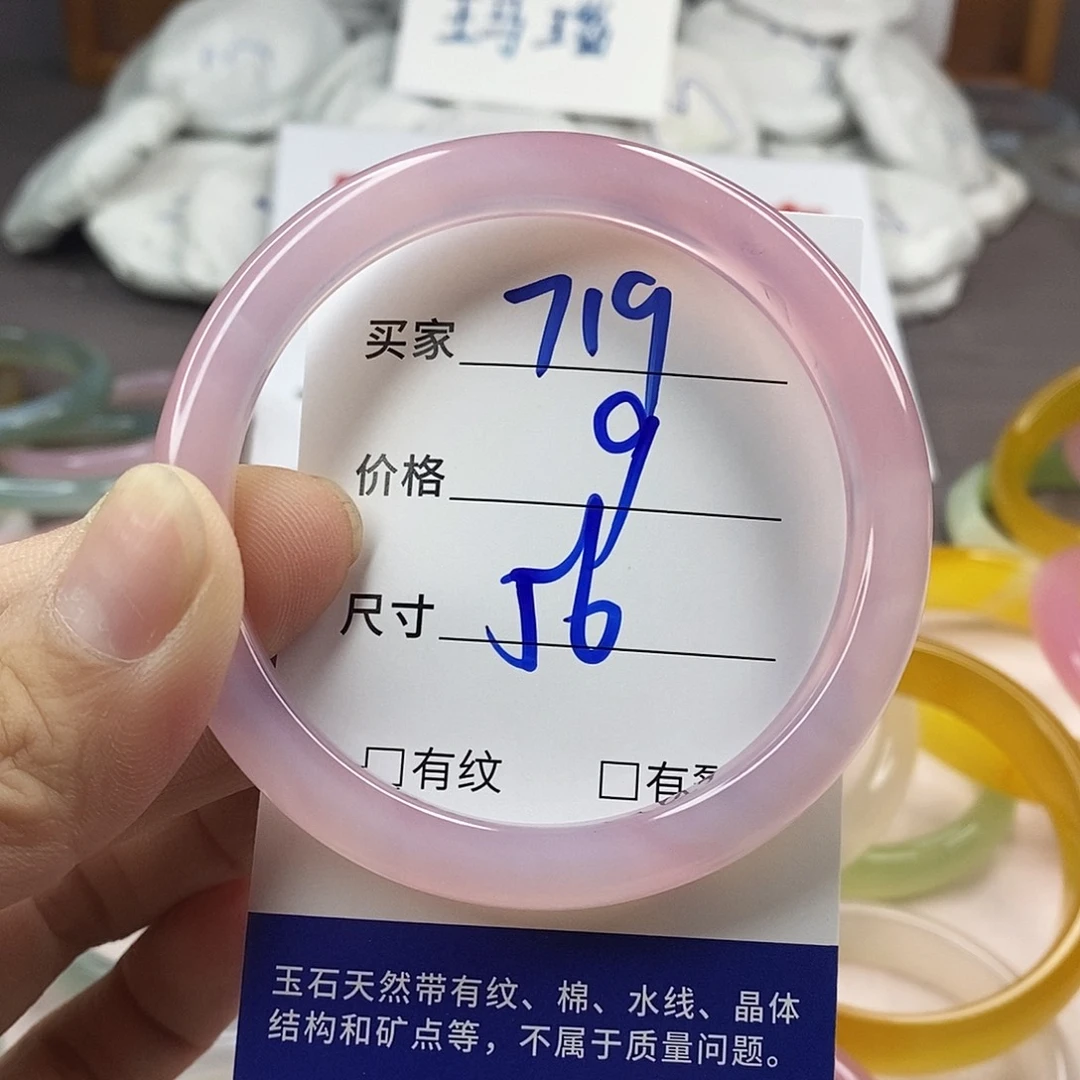 玛瑙
买家 719
价格 9
尺寸 56
□有纹 □有
玉石天然带有纹、棉、水线、晶体
结构和矿点等，不属于质量问题。